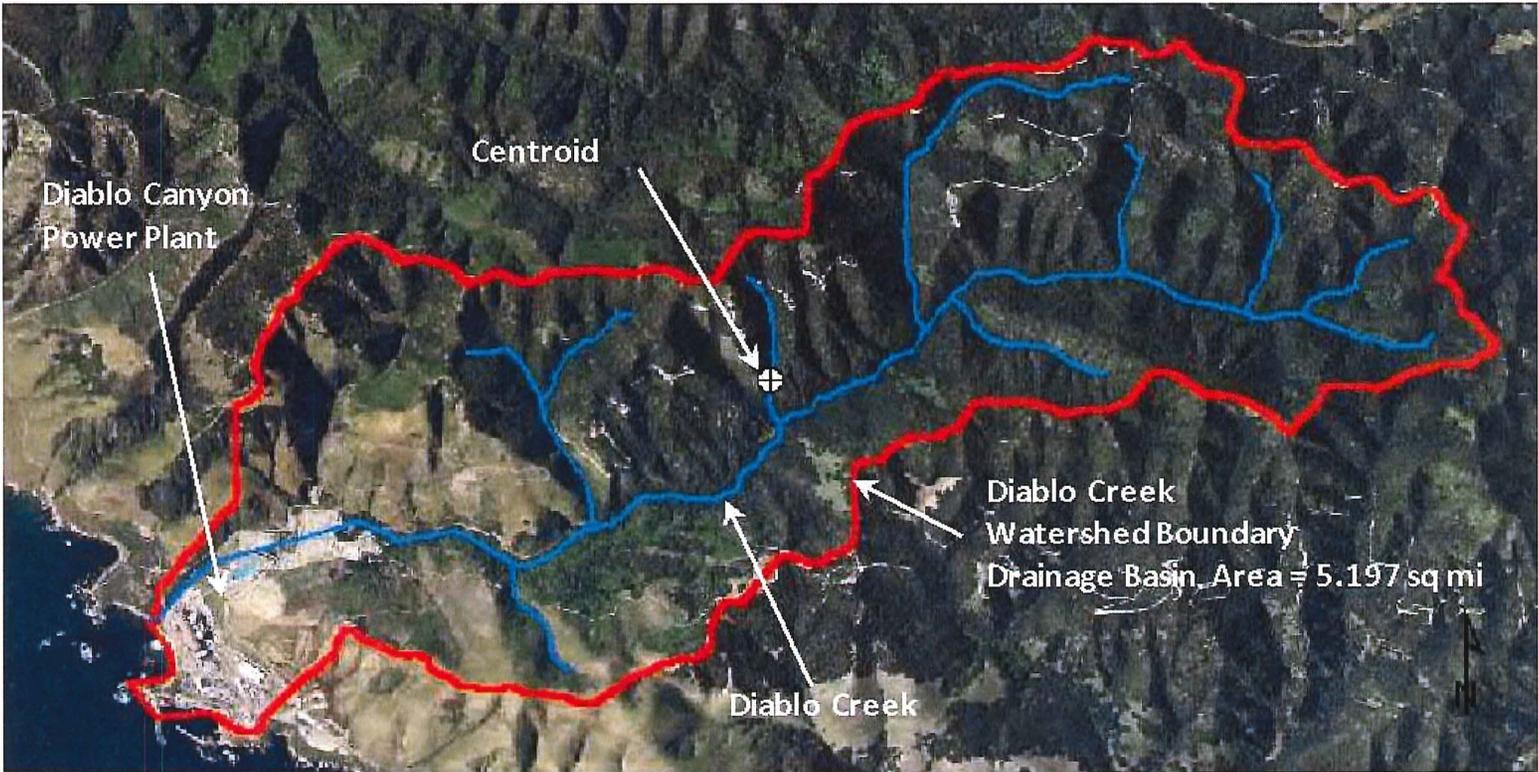 Centroid
Diablo Canyon
Power Plant
Diablo Creek
Watershed Boundary
Drainage Basin Area = 5.197 sq mi
Diablo Creek
N